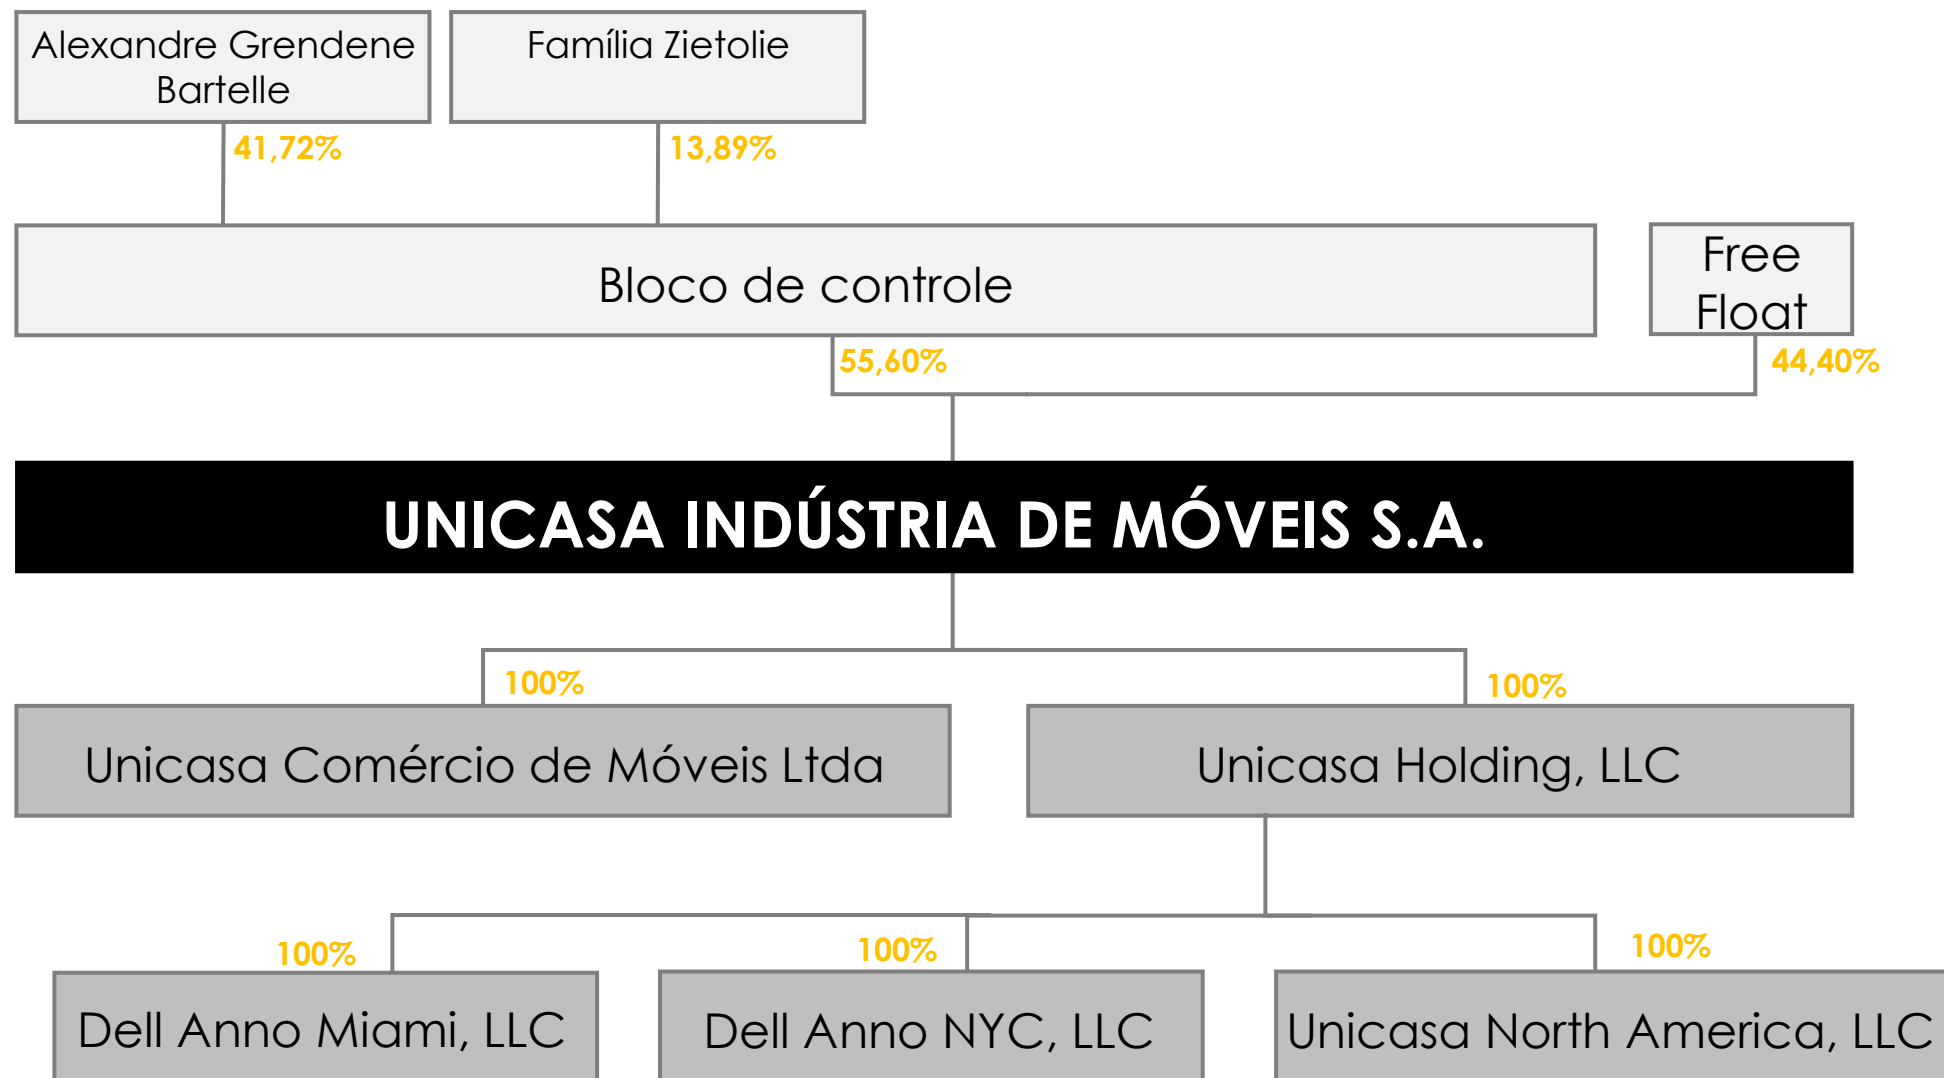 Alexandre Grendene
Bartelle
Família Zietolie
41,72%
13,89%
Bloco de controle
Free
Float
55,60%
44,40%
UNICASA INDÚSTRIA DE MÓVEIS S.A.
100%
100%
Unicasa Comércio de Móveis Ltda
Unicasa Holding, LLC
100%
100%
100%
Dell Anno Miami, LLC
Dell Anno NYC, LLC
Unicasa North America, LLC